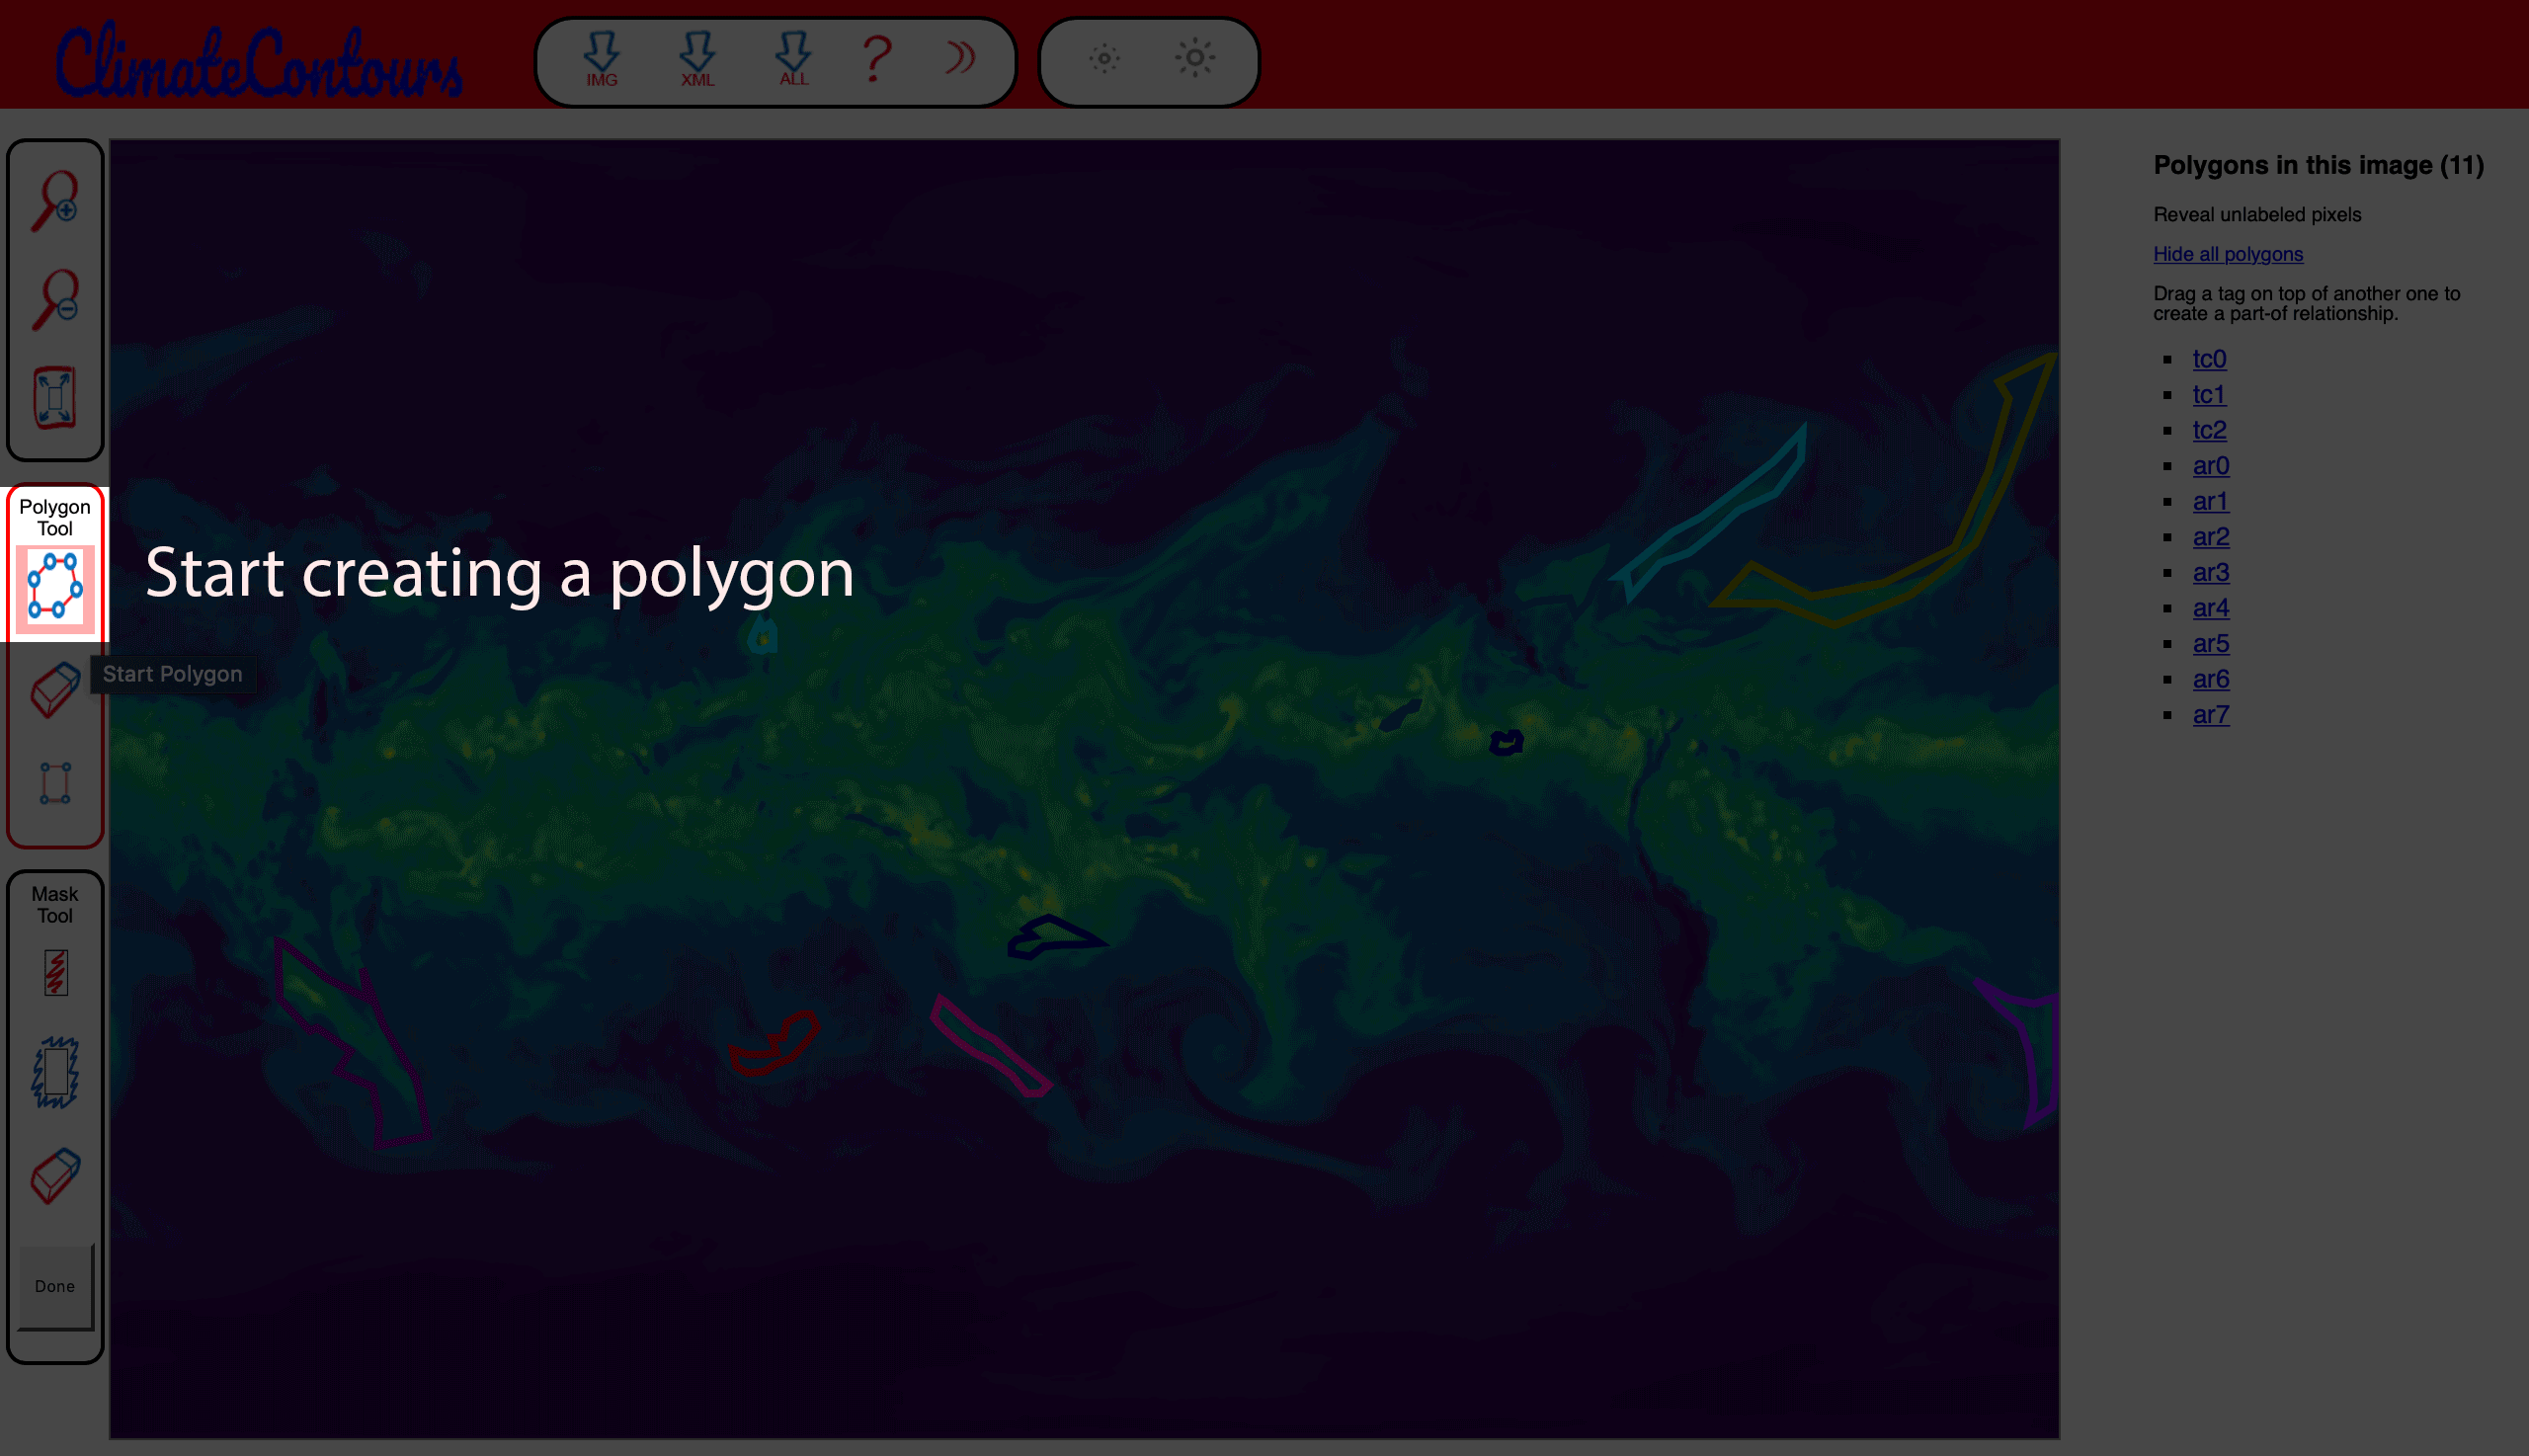 ClimateContours
IMG
XML
ALL
?
Polygons in this image (11)
Reveal unlabeled pixels
Hide all polygons
Drag a tag on top of another one to
create a part-of relationship.
tc0
tc1
tc2
ar0
ar1
ar2
ar3
ar4
ar5
ar6
ar7
Polygon
Tool
Start creating a polygon
Start Polygon
Mask
Tool
Done